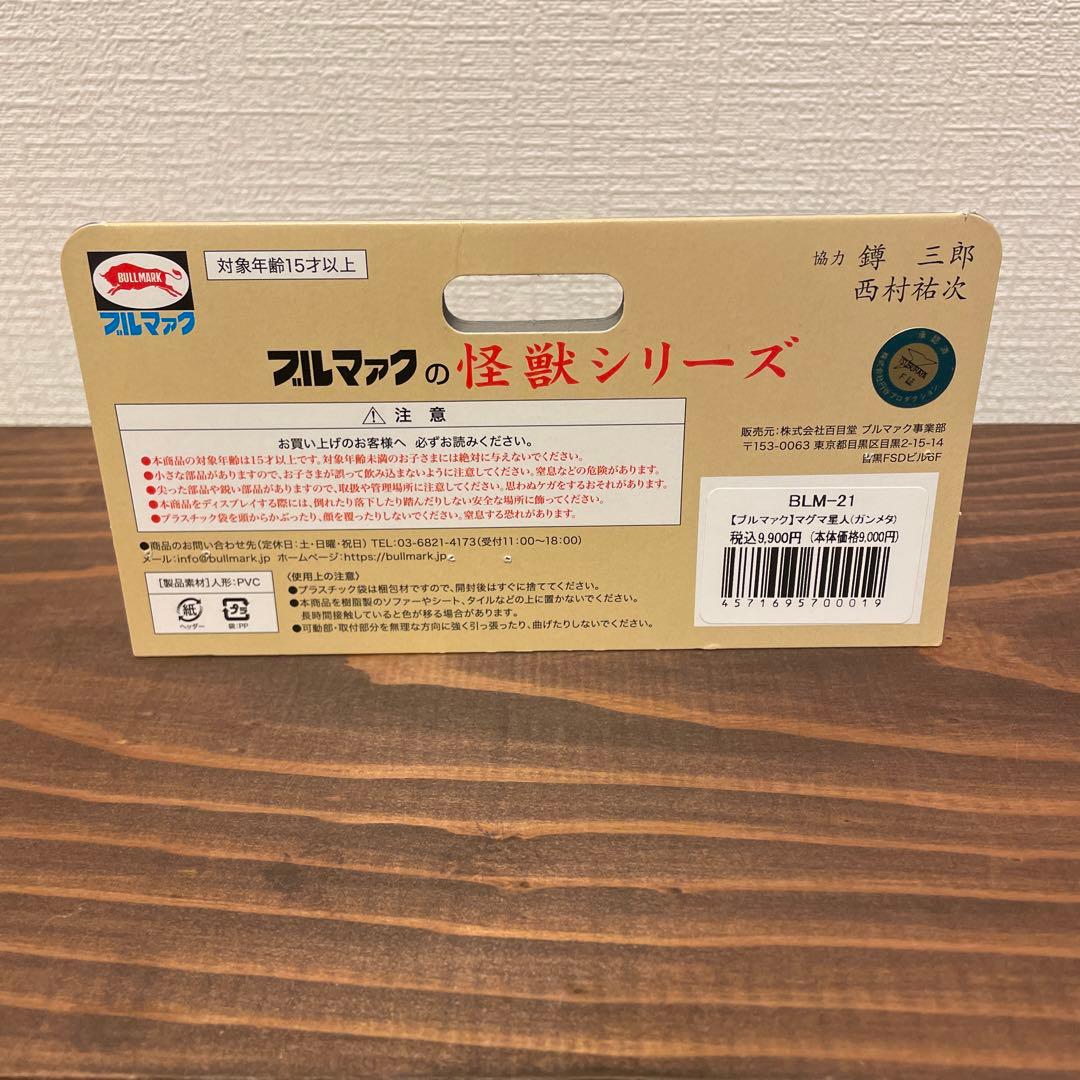 BULLMARK
ブルマァク
対象年齢15才以上
協力 鐏 三郎
西村祐次
ブルマァクの怪獣シリーズ
⚠ 注意
お買い上げのお客様へ 必ずお読みください。
●本商品の対象年齢は15才以上です。対象年齢未満のお子さまには絶対に与えないでください。
●小さな部品がありますので、お子さまが誤って飲み込まないように注意してください。窒息などの危険があります。
●尖った部品や鋭い部品がありますので、取扱や管理場所に注意してください。思わぬケガをするおそれがあります。
●本商品をディスプレイする際には、倒れたり落下したり踏んだりしない安全な場所に飾ってください。
●プラスチック袋を頭からかぶったり、顔を覆ったりしないでください。窒息する恐れがあります。
●商品のお問い合わせ先(定休日:土・日曜・祝日) TEL:03-6821-4173(受付11:00〜18:00)
メール:info@bullmark.jp ホームページ:https://bullmark.jp
【製品素材】人形:PVC
紙
ヘッダー
プラ
袋:PP
〈使用上の注意〉
●プラスチック袋は梱包材ですので、開封後はすぐに捨ててください。
●本商品を樹脂製のソファーやシート、タイルなどの上に置かないでください。
長時間接触していると色が移る場合があります。
●可動部・取付部分を無理な方向に強く引っ張ったり、曲げたりしないでください。
承認済
株式会社円谷プロダクション
F証
販売元:株式会社百目堂 ブルマァク事業部
〒153-0063 東京都目黒区目黒2-15-14
目黒FSDビル6F
BLM-21
【ブルマァク】マグマ星人(ガンメタ)
税込9,900円 (本体価格9,000円)
4571695700019